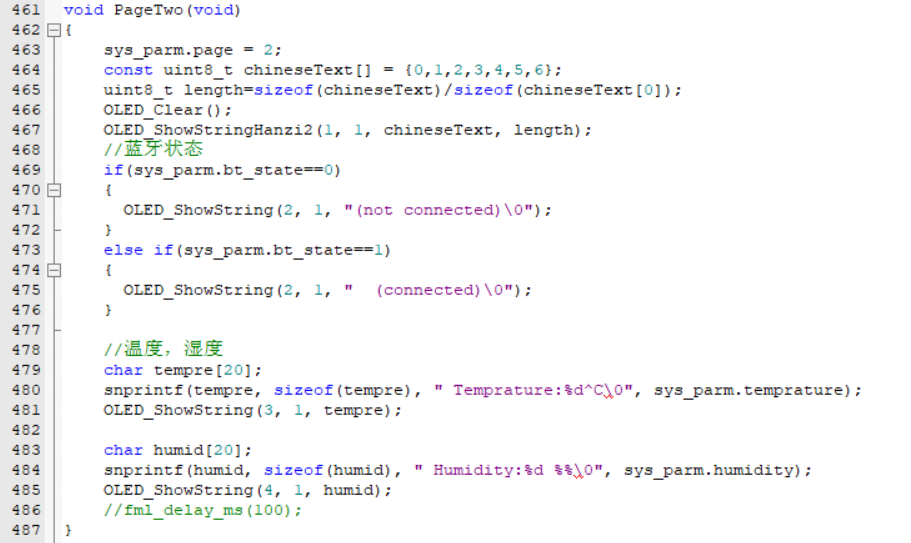 461 void PageTwo(void)
462 {
463     sys_parm.page = 2;
464     const uint8_t chineseText[] = {0,1,2,3,4,5,6};
465     uint8_t length=sizeof(chineseText)/sizeof(chineseText[0]);
466     OLED_Clear();
467     OLED_ShowStringHanzi2(1, 1, chineseText, length);
468     //蓝牙状态
469     if(sys_parm.bt_state==0)
470     {
471       OLED_ShowString(2, 1, "(not connected)\0");
472     }
473     else if(sys_parm.bt_state==1)
474     {
475       OLED_ShowString(2, 1, "  (connected)\0");
476     }
477
478     //温度，湿度
479     char tempre[20];
480     snprintf(tempre, sizeof(tempre), " Temprature:%d^C\0", sys_parm.temprature);
481     OLED_ShowString(3, 1, tempre);
482
483     char humid[20];
484     snprintf(humid, sizeof(humid), " Humidity:%d %%\0", sys_parm.humidity);
485     OLED_ShowString(4, 1, humid);
486     //fml_delay_ms(100);
487 }